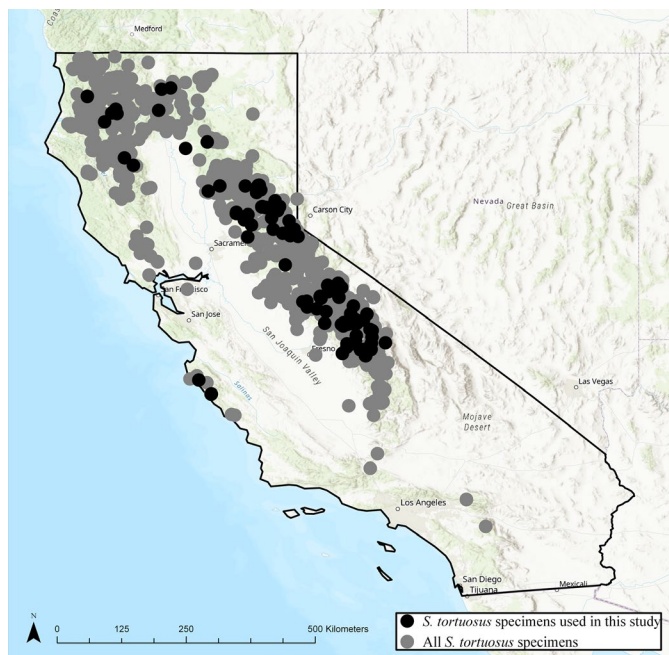 Coas
Medford
Nevada
Great Basin
Carson City
Sacrame
San Francisco
San Jose
San Joaquin Valley
Fresno
Salinas
Las Vegas
Mojave
Desert
Los Angeles
San Diego
Tijuana
Mexicali
N
0 125 250 500 Kilometers
S. tortuosus specimens used in this study
All S. tortuosus specimens